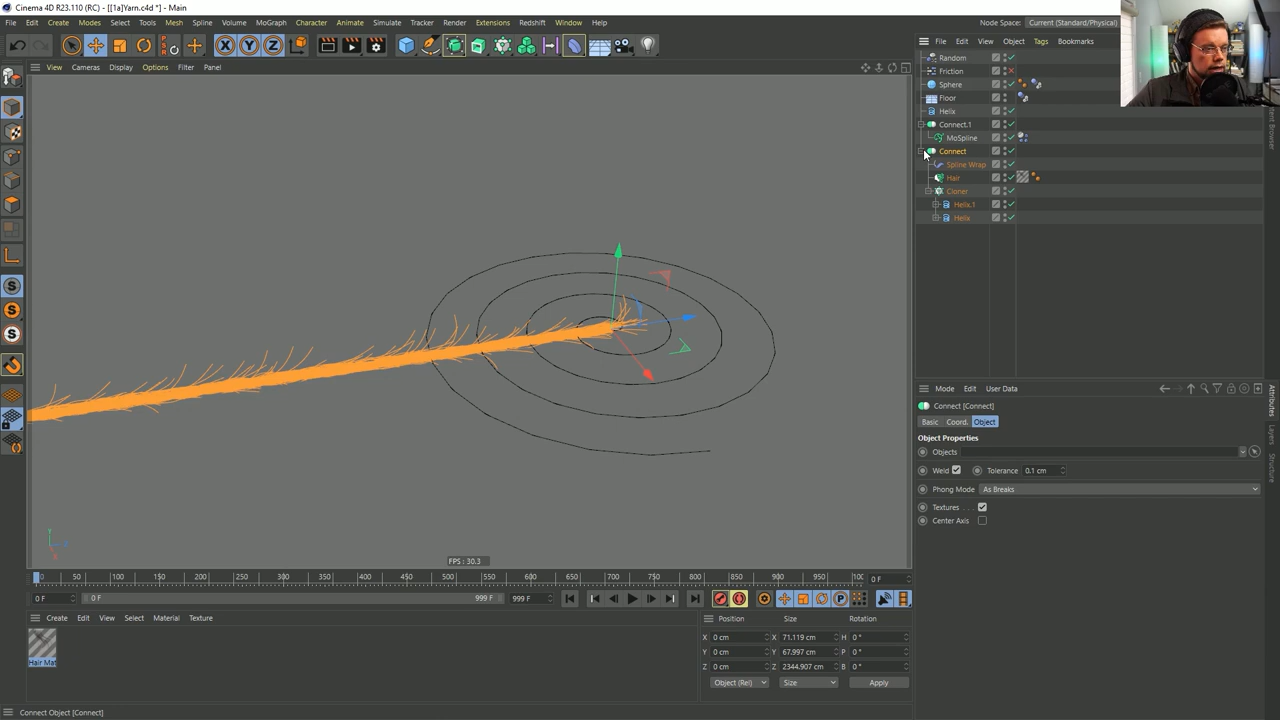 Cinema 4D R23.110 (RC) - [[1a]Yarn.c4d *] - Main
File Edit Create Modes Select Tools Mesh Spline Volume MoGraph Character Animate Simulate Tracker Render Extensions Redshift Window Help
Node Space: Current (Standard/Physical)
X Y Z
File Edit View Object Tags Bookmarks
View Cameras Display Options Filter Panel
Random
Friction
Sphere
Floor
Helix
Connect.1
MoSpline
Connect
Spline Wrap
Hair
Cloner
Helix.1
Helix
Content Browser
Mode Edit User Data
Connect [Connect]
Basic Coord. Object
Object Properties
Objects
Weld Tolerance 0.1 cm
Phong Mode As Breaks
Textures
Center Axis
Attributes
Layers
Structure
S
S
S
Y
FPS : 30.3
0 50 100 150 200 250 300 350 400 450 500 550 600 650 700 750 800 850 900 950 100 0 F
0 F 0 F 999 F 999 F
P
Create Edit View Select Material Texture
Hair Mat
Position Size Rotation
X 0 cm X 71.119 cm H 0 °
Y 0 cm Y 67.997 cm P 0 °
Z 0 cm Z 2344.907 cm B 0 °
Object (Rel) Size Apply
Connect Object [Connect]